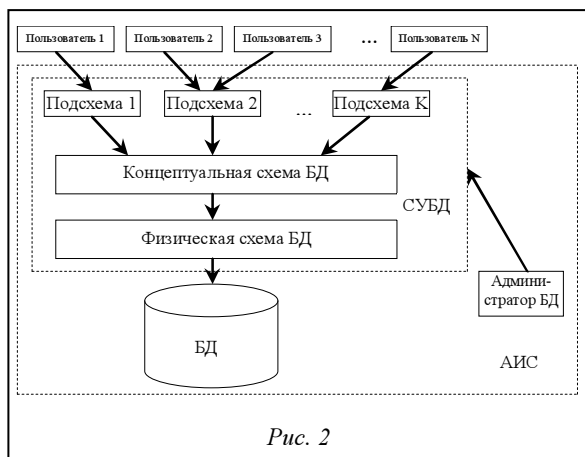 Пользователь 1 Пользователь 2 Пользователь 3 ... Пользователь N
Подсхема 1 Подсхема 2 ... Подсхема K
Концептуальная схема БД
СУБД
Физическая схема БД
Админи-
стратор БД
БД
АИС
Рис. 2